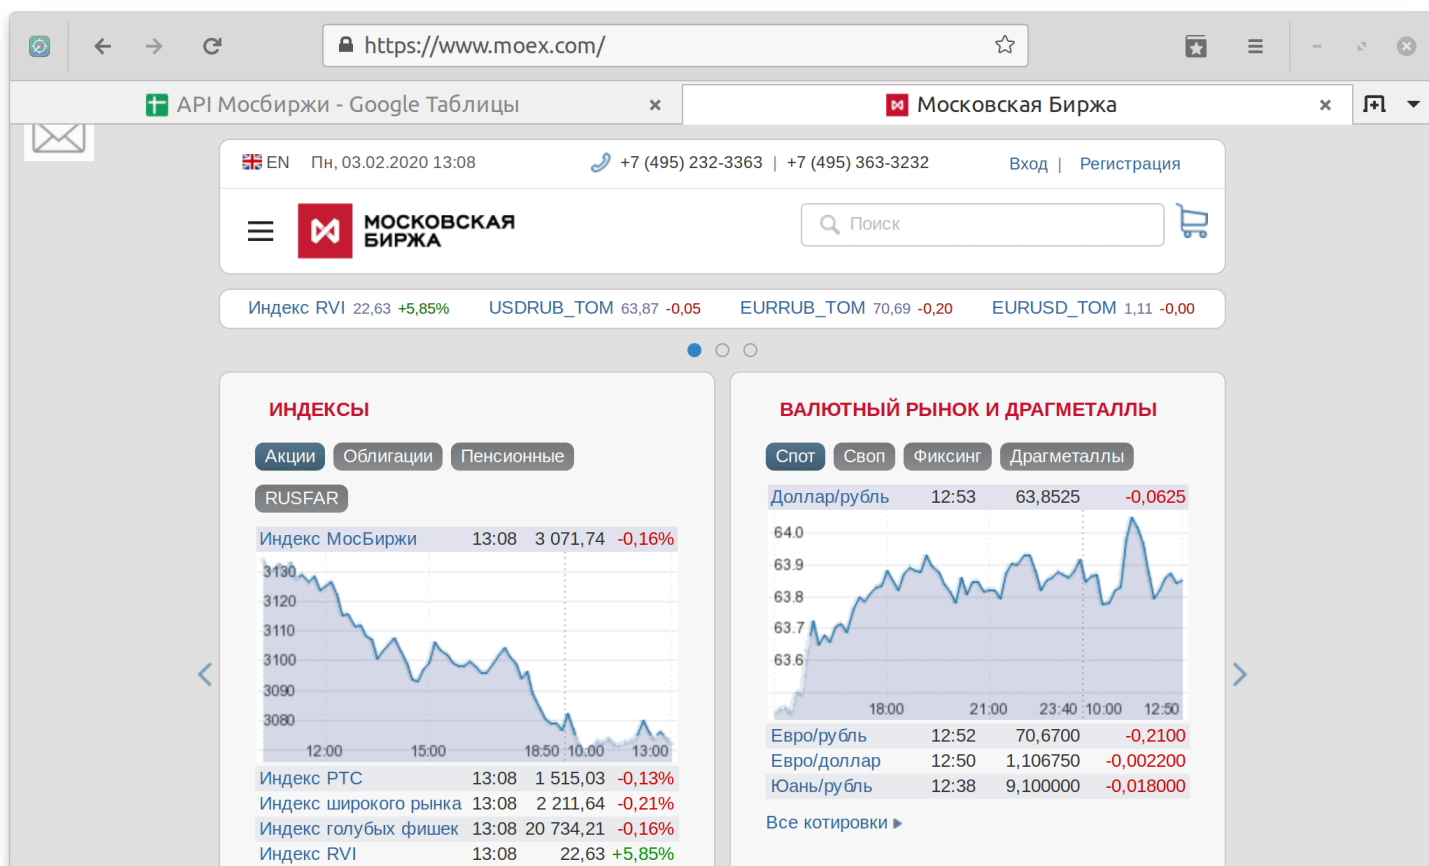 https://www.moex.com/
API Мосбиржи - Google Таблицы
Московская Биржа
EN Пн, 03.02.2020 13:08 +7 (495) 232-3363 | +7 (495) 363-3232 Вход | Регистрация
МОСКОВСКАЯ
БИРЖА
Поиск
Индекс RVI 22,63 +5,85% USDRUB_TOM 63,87 -0,05 EURRUB_TOM 70,69 -0,20 EURUSD_TOM 1,11 -0,00
ИНДЕКСЫ
Акции Облигации Пенсионные
RUSFAR
Индекс МосБиржи 13:08 3 071,74 -0,16%
3130
3120
3110
3100
3090
3080
12:00 15:00 18:50 10:00 13:00
Индекс РТС 13:08 1 515,03 -0,13%
Индекс широкого рынка 13:08 2 211,64 -0,21%
Индекс голубых фишек 13:08 20 734,21 -0,16%
Индекс RVI 13:08 22,63 +5,85%
ВАЛЮТНЫЙ РЫНОК И ДРАГМЕТАЛЛЫ
Спот Своп Фиксинг Драгметаллы
Доллар/рубль 12:53 63,8525 -0,0625
64.0
63.9
63.8
63.7
63.6
18:00 21:00 23:40 10:00 12:50
Евро/рубль 12:52 70,6700 -0,2100
Евро/доллар 12:50 1,106750 -0,002200
Юань/рубль 12:38 9,100000 -0,018000
Все котировки